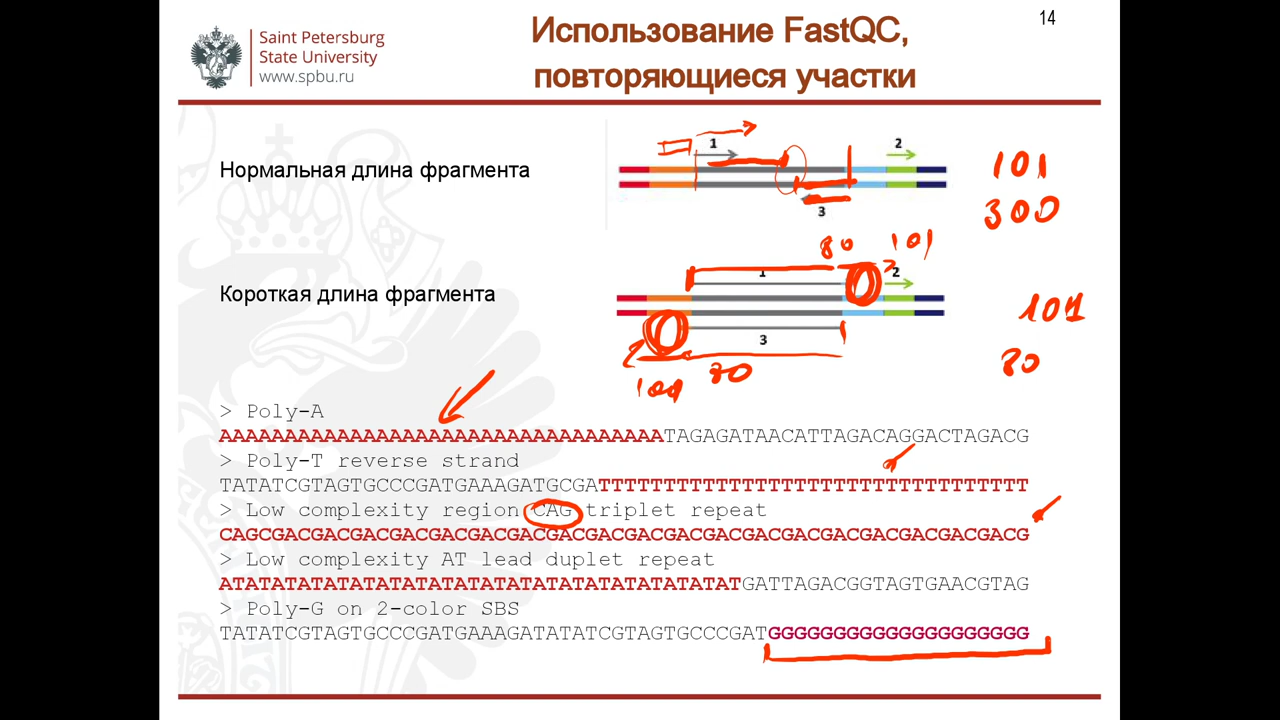 Saint Petersburg
State University
www.spbu.ru
Использование FastQC,
повторяющиеся участки
14
Нормальная длина фрагмента
1
2
3
101
300
Короткая длина фрагмента
80
101
1
2
3
101
80
101
80
> Poly-A
AAAAAAAAAAAAAAAAAAAAAAAAAAAAAAAAAATAGAGATAACATTAGACAGGACTAGACG
> Poly-T reverse strand
TATATCGTAGTGCCCGATGAAAGATGCGATTTTTTTTTTTTTTTTTTTTTTTTTTTTTTTTT
> Low complexity region CAG triplet repeat
CAGCGACGACGACGACGACGACGACGACGACGACGACGACGACGACGACGACGACGACGACG
> Low complexity AT lead duplet repeat
ATATATATATATATATATATATATATATATATATATATATGATTAGACGGTAGTGAACGTAG
> Poly-G on 2-color SBS
TATATCGTAGTGCCCGATGAAAGATATATCGTAGTGCCCGATGGGGGGGGGGGGGGGGGGGG